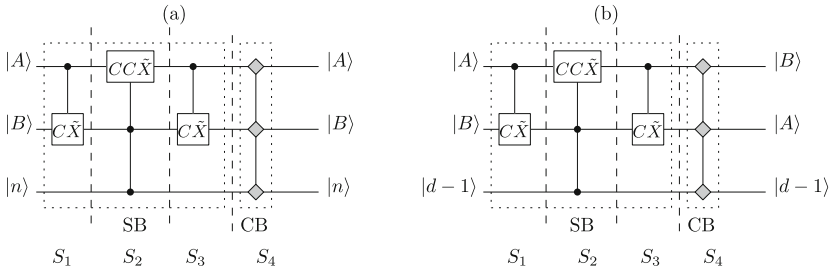 (a) (b)
|A⟩ CCX̃ |A⟩ |A⟩ CCX̃ |B⟩
|B⟩ CX̃ CX̃ |B⟩ |B⟩ CX̃ CX̃ |A⟩
|n⟩ |n⟩ |d − 1⟩ |d − 1⟩
SB CB SB CB
S₁ S₂ S₃ S₄ S₁ S₂ S₃ S₄